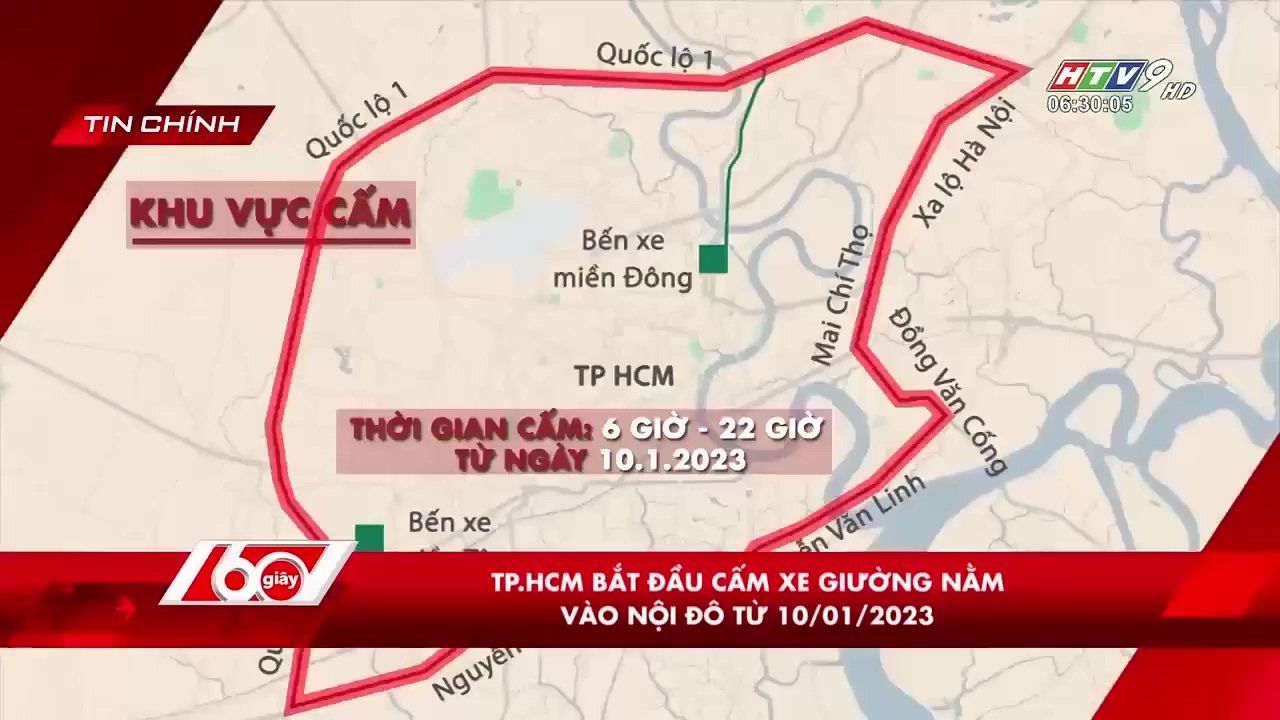 Quốc lộ 1
HTV9 HD
06:30:05
TIN CHÍNH
Quốc lộ 1
Xa lộ Hà Nội
KHU VỰC CẤM
Bến xe
miền Đông
Mai Chí Thọ
Đồng Văn Cống
TP HCM
THỜI GIAN CẤM: 6 GIỜ - 22 GIỜ
TỪ NGÀY 10.1.2023
Văn Linh
Bến xe
60 giây
TP.HCM BẮT ĐẦU CẤM XE GIƯỜNG NẰM
VÀO NỘI ĐÔ TỪ 10/01/2023